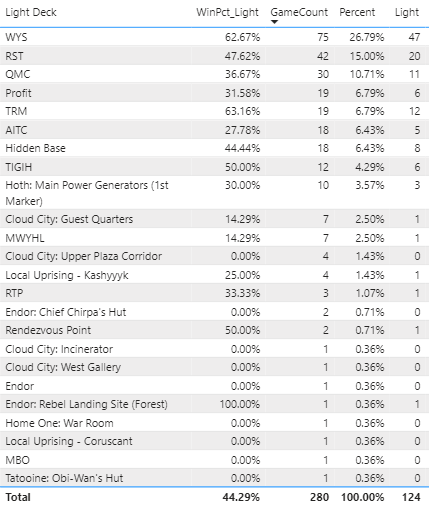 Light Deck WinPct_Light GameCount Percent Light
WYS 62.67% 75 26.79% 47
RST 47.62% 42 15.00% 20
QMC 36.67% 30 10.71% 11
Profit 31.58% 19 6.79% 6
TRM 63.16% 19 6.79% 12
AITC 27.78% 18 6.43% 5
Hidden Base 44.44% 18 6.43% 8
TIGIH 50.00% 12 4.29% 6
Hoth: Main Power Generators (1st 30.00% 10 3.57% 3
Marker)
Cloud City: Guest Quarters 14.29% 7 2.50% 1
MWYHL 14.29% 7 2.50% 1
Cloud City: Upper Plaza Corridor 0.00% 4 1.43% 0
Local Uprising - Kashyyyk 25.00% 4 1.43% 1
RTP 33.33% 3 1.07% 1
Endor: Chief Chirpa's Hut 0.00% 2 0.71% 0
Rendezvous Point 50.00% 2 0.71% 1
Cloud City: Incinerator 0.00% 1 0.36% 0
Cloud City: West Gallery 0.00% 1 0.36% 0
Endor 0.00% 1 0.36% 0
Endor: Rebel Landing Site (Forest) 100.00% 1 0.36% 1
Home One: War Room 0.00% 1 0.36% 0
Local Uprising - Coruscant 0.00% 1 0.36% 0
MBO 0.00% 1 0.36% 0
Tatooine: Obi-Wan's Hut 0.00% 1 0.36% 0
Total 44.29% 280 100.00% 124